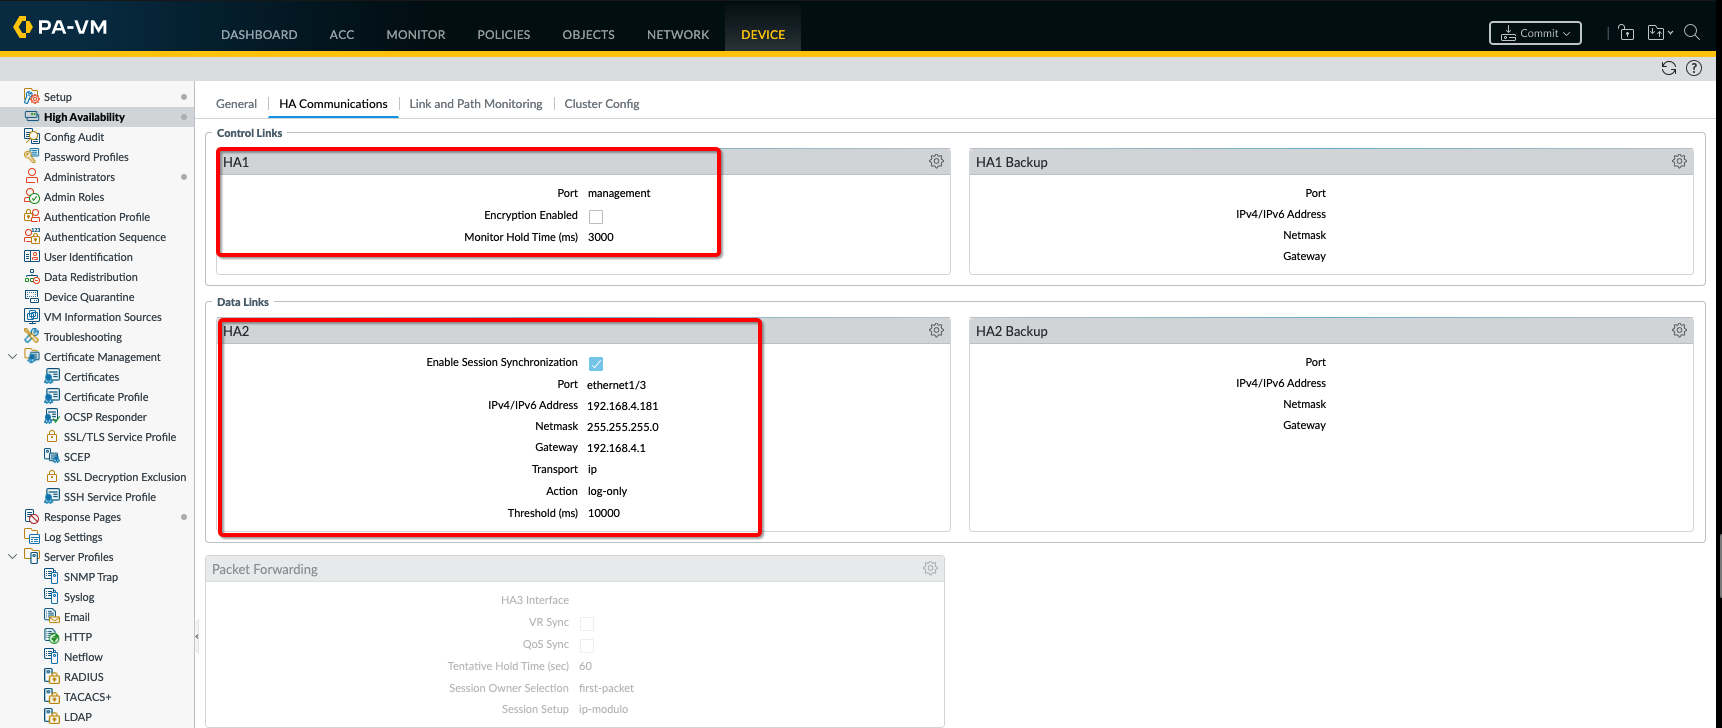 PA-VM
DASHBOARD ACC MONITOR POLICIES OBJECTS NETWORK DEVICE
Commit
Setup
High Availability
Config Audit
Password Profiles
Administrators
Admin Roles
Authentication Profile
Authentication Sequence
User Identification
Data Redistribution
Device Quarantine
VM Information Sources
Troubleshooting
Certificate Management
Certificates
Certificate Profile
OCSP Responder
SSL/TLS Service Profile
SCEP
SSL Decryption Exclusion
SSH Service Profile
Response Pages
Log Settings
Server Profiles
SNMP Trap
Syslog
Email
HTTP
Netflow
RADIUS
TACACS+
LDAP
General HA Communications Link and Path Monitoring Cluster Config
Control Links
HA1
Port management
Encryption Enabled
Monitor Hold Time (ms) 3000
HA1 Backup
Port
IPv4/IPv6 Address
Netmask
Gateway
Data Links
HA2
Enable Session Synchronization
Port ethernet1/3
IPv4/IPv6 Address 192.168.4.181
Netmask 255.255.255.0
Gateway 192.168.4.1
Transport ip
Action log-only
Threshold (ms) 10000
HA2 Backup
Port
IPv4/IPv6 Address
Netmask
Gateway
Packet Forwarding
HA3 Interface
VR Sync
QoS Sync
Tentative Hold Time (sec) 60
Session Owner Selection first-packet
Session Setup ip-modulo